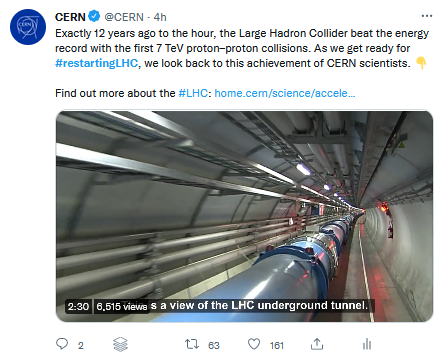 CERN @CERN · 4h
Exactly 12 years ago to the hour, the Large Hadron Collider beat the energy
record with the first 7 TeV proton–proton collisions. As we get ready for
#restartingLHC, we look back to this achievement of CERN scientists. 👇
Find out more about the #LHC: home.cern/science/accele...
2:30 6,515 views s a view of the LHC underground tunnel.
2 63 161